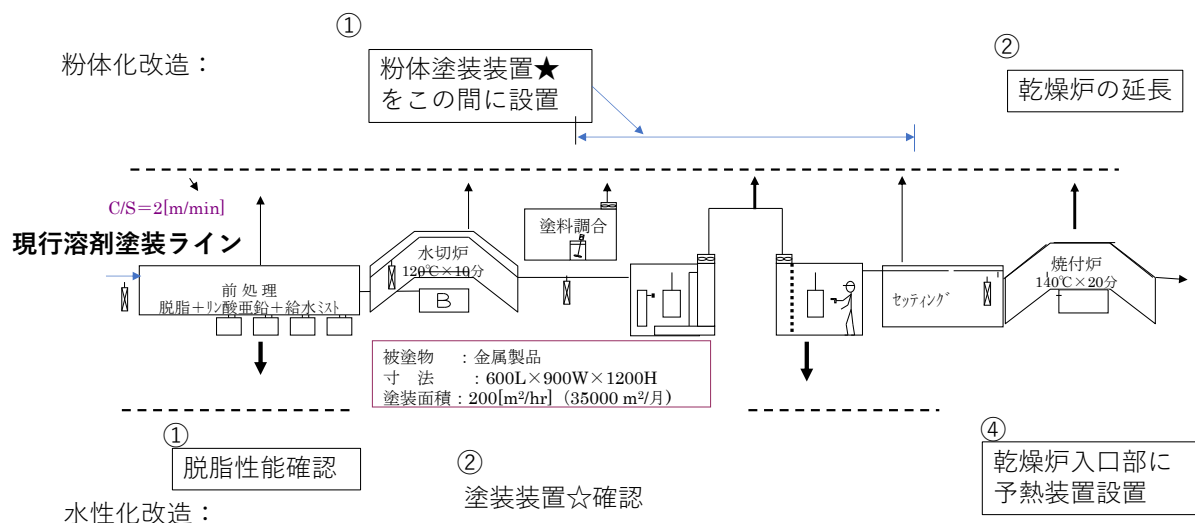 ①
②
粉体化改造：
粉体塗装装置★
をこの間に設置
乾燥炉の延長
C/S＝2[m/min]
現行溶剤塗装ライン
塗料調合
水切炉
120℃×10分
焼付炉
140℃×20分
前処理
脱脂＋リン酸亜鉛＋給水ミスト
B
セッティング
被塗物　：金属製品
寸　法　：600L×900W×1200H
塗装面積：200[m²/hr]（35000 m²/月）
①
脱脂性能確認
②
塗装装置☆確認
④
乾燥炉入口部に
予熱装置設置
水性化改造：